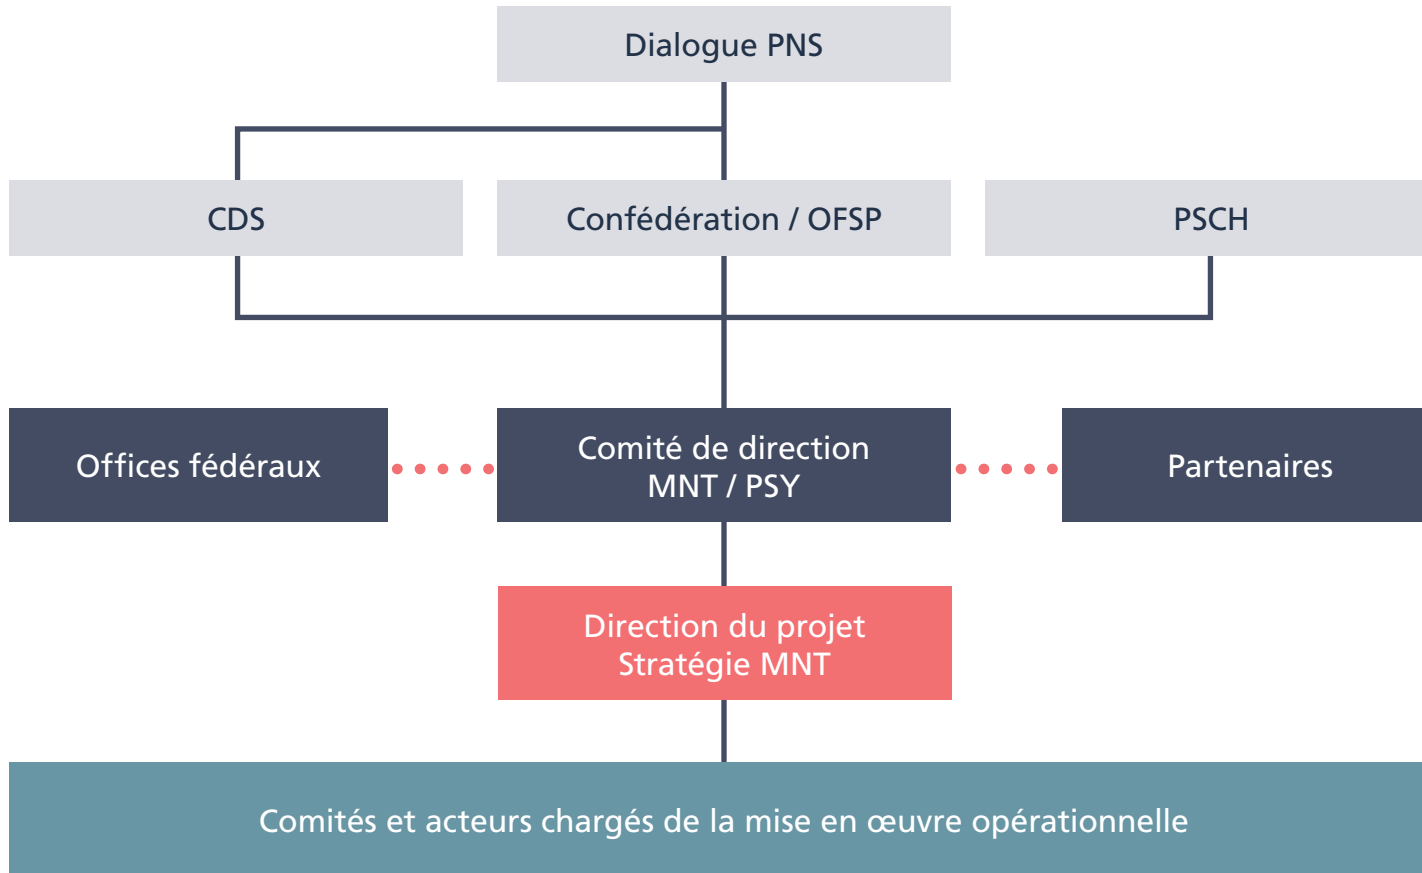 Dialogue PNS
CDS
Confédération / OFSP
PSCH
Offices fédéraux
Comité de direction
MNT / PSY
Partenaires
Direction du projet
Stratégie MNT
Comités et acteurs chargés de la mise en œuvre opérationnelle